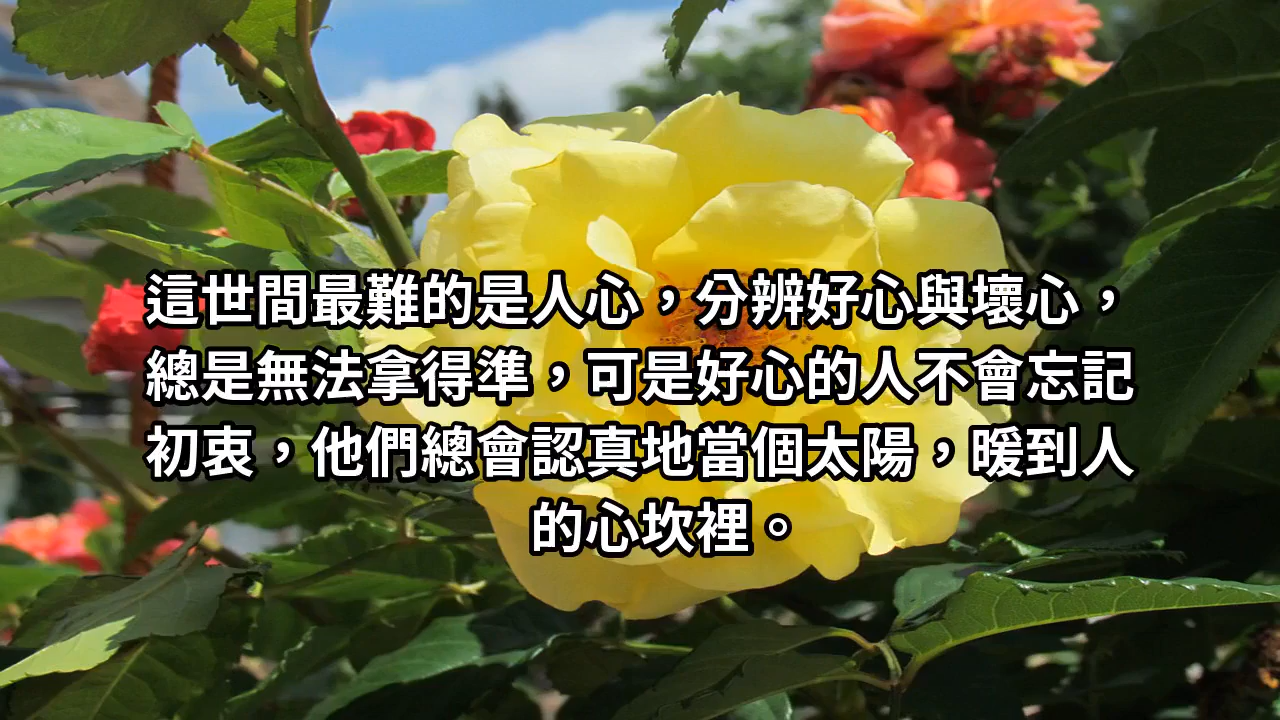 這世間最難的是人心，分辨好心與壞心，
總是無法拿得準，可是好心的人不會忘記
初衷，他們總會認真地當個太陽，暖到人
的心坎裡。